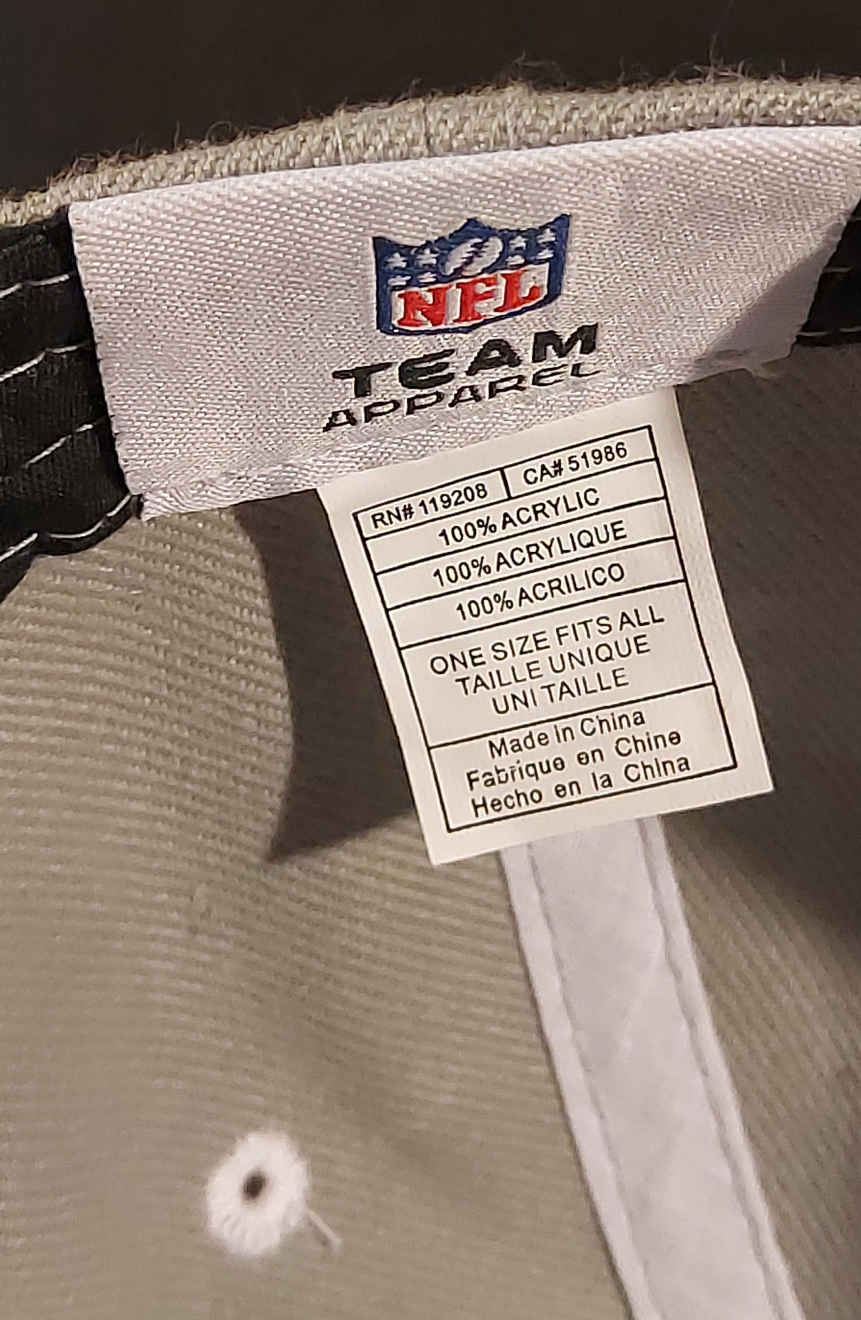 NFL
TEAM
APPAREL
RN# 119208 CA# 51986
100% ACRYLIC
100% ACRYLIQUE
100% ACRILICO
ONE SIZE FITS ALL
TAILLE UNIQUE
UNI TAILLE
Made in China
Fabrique en Chine
Hecho en la China